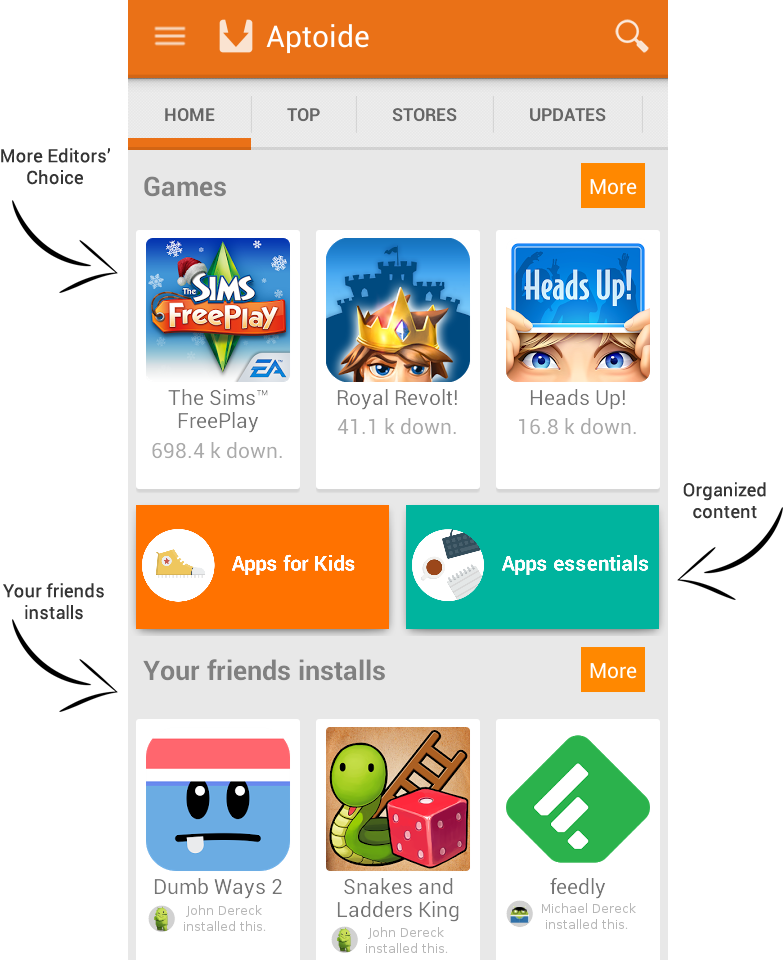 Aptoide
HOME
TOP
STORES
UPDATES
More Editors’
Choice
Games
More
The SIMS
FreePlay
EA
Heads Up!
The Sims™
FreePlay
698.4 k down.
Royal Revolt!
41.1 k down.
Heads Up!
16.8 k down.
Organized
content
Apps for Kids
Apps essentials
Your friends
installs
Your friends installs
More
Dumb Ways 2
John Dereck
installed this.
Snakes and
Ladders King
John Dereck
installed this.
feedly
Michael Dereck
installed this.